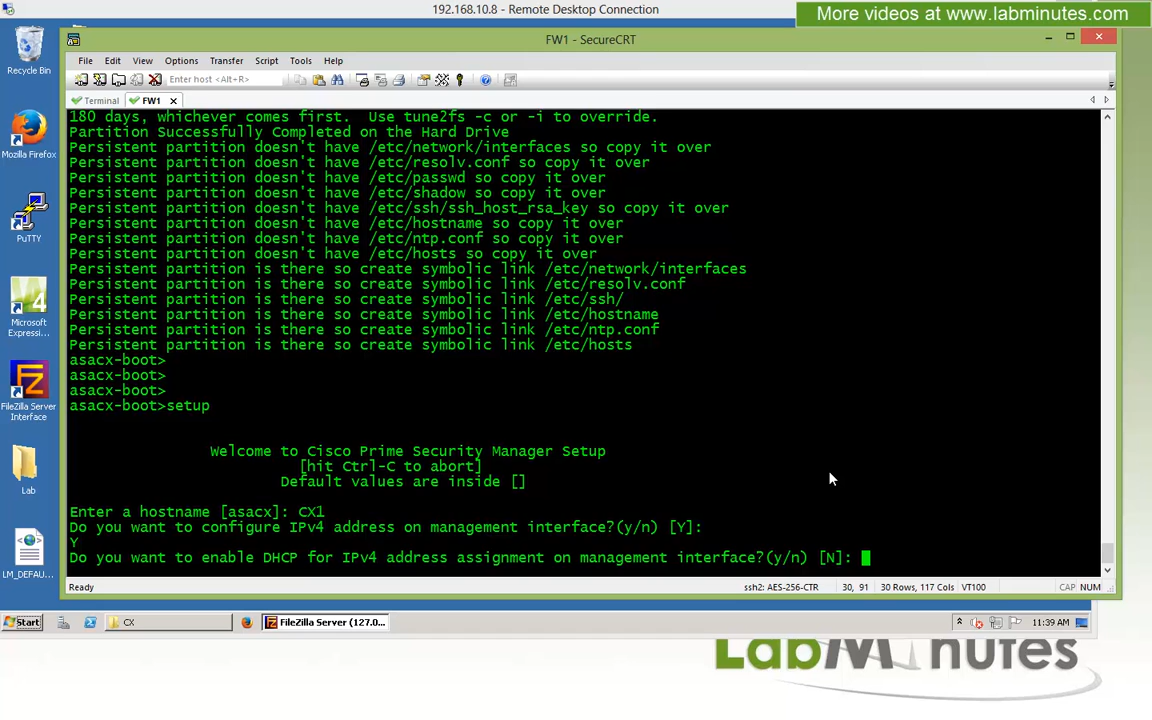 192.168.10.8 - Remote Desktop Connection
More videos at www.labminutes.com
Recycle Bin
Mozilla Firefox
PuTTY
Microsoft
Expressi...
FileZilla Server
Interface
Lab
LM_DEFAU...
FW1 - SecureCRT
File Edit View Options Transfer Script Tools Help
Enter host <Alt+R>
Terminal FW1
180 days, whichever comes first.  Use tune2fs -c or -i to override.
Partition Successfully Completed on the Hard Drive
Persistent partition doesn't have /etc/network/interfaces so copy it over
Persistent partition doesn't have /etc/resolv.conf so copy it over
Persistent partition doesn't have /etc/passwd so copy it over
Persistent partition doesn't have /etc/shadow so copy it over
Persistent partition doesn't have /etc/ssh/ssh_host_rsa_key so copy it over
Persistent partition doesn't have /etc/hostname so copy it over
Persistent partition doesn't have /etc/ntp.conf so copy it over
Persistent partition doesn't have /etc/hosts so copy it over
Persistent partition is there so create symbolic link /etc/network/interfaces
Persistent partition is there so create symbolic link /etc/resolv.conf
Persistent partition is there so create symbolic link /etc/ssh/
Persistent partition is there so create symbolic link /etc/hostname
Persistent partition is there so create symbolic link /etc/ntp.conf
Persistent partition is there so create symbolic link /etc/hosts
asacx-boot>
asacx-boot>
asacx-boot>
asacx-boot>setup
Welcome to Cisco Prime Security Manager Setup
[hit Ctrl-C to abort]
Default values are inside []
Enter a hostname [asacx]: CX1
Do you want to configure IPv4 address on management interface?(y/n) [Y]:
Y
Do you want to enable DHCP for IPv4 address assignment on management interface?(y/n) [N]:
Ready ssh2: AES-256-CTR 30, 91 30 Rows, 117 Cols VT100 CAP NUM
Start CX FileZilla Server (127.0... 11:39 AM
LabMinutes